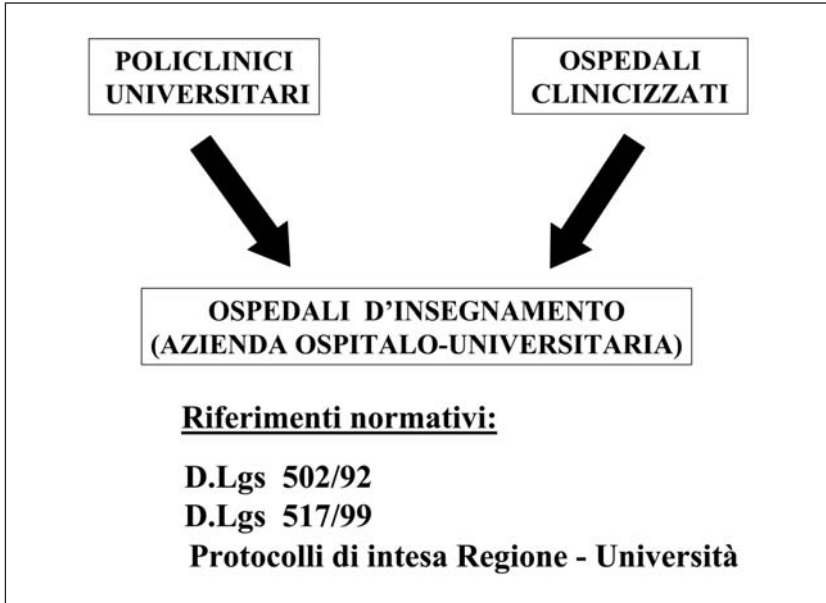 POLICLINICI
UNIVERSITARI
OSPEDALI
CLINICIZZATI
OSPEDALI D’INSEGNAMENTO
(AZIENDA OSPITALO-UNIVERSITARIA)
Riferimenti normativi:
D.Lgs 502/92
D.Lgs 517/99
Protocolli di intesa Regione - Università